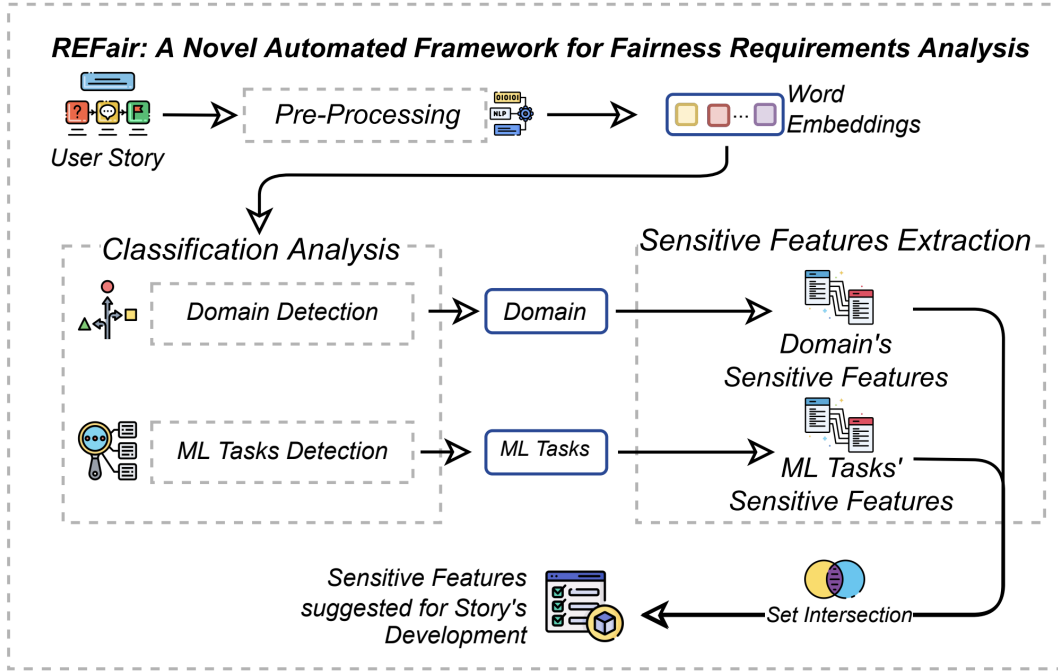 REFair: A Novel Automated Framework for Fairness Requirements Analysis
User Story
Pre-Processing
010101
NLP
Word
Embeddings
Classification Analysis
Sensitive Features Extraction
Domain Detection
Domain
Domain's
Sensitive Features
ML Tasks Detection
ML Tasks
ML Tasks'
Sensitive Features
Sensitive Features
suggested for Story's
Development
Set Intersection